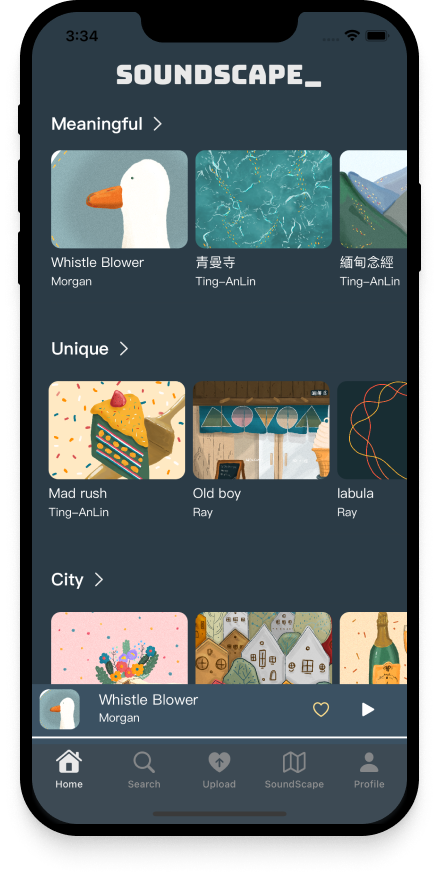 3:34
SOUNDSCAPE_
Meaningful
Whistle Blower
Morgan
青曼寺
Ting-AnLin
緬甸念經
Ting-AnLin
Unique
Mad rush
Ting-AnLin
Old boy
Ray
labula
Ray
City
Whistle Blower
Morgan
Home
Search
Upload
SoundScape
Profile